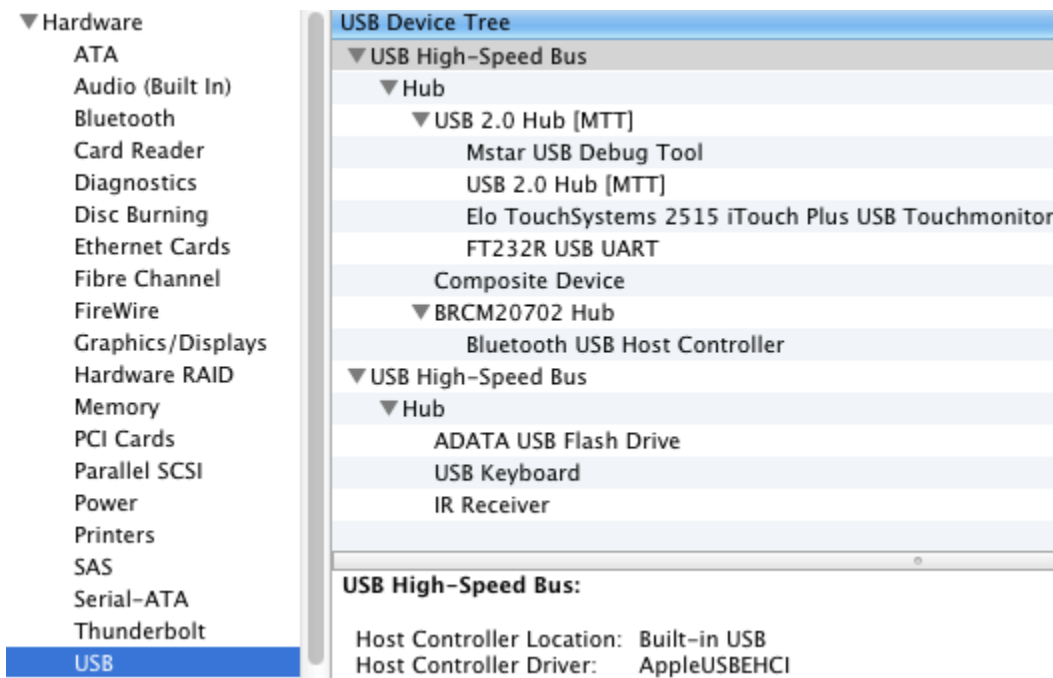 Hardware
ATA
Audio (Built In)
Bluetooth
Card Reader
Diagnostics
Disc Burning
Ethernet Cards
Fibre Channel
FireWire
Graphics/Displays
Hardware RAID
Memory
PCI Cards
Parallel SCSI
Power
Printers
SAS
Serial-ATA
Thunderbolt
USB
USB Device Tree
USB High-Speed Bus
Hub
USB 2.0 Hub [MTT]
Mstar USB Debug Tool
USB 2.0 Hub [MTT]
Elo TouchSystems 2515 iTouch Plus USB Touchmonitor
FT232R USB UART
Composite Device
BRCM20702 Hub
Bluetooth USB Host Controller
USB High-Speed Bus
Hub
ADATA USB Flash Drive
USB Keyboard
IR Receiver
USB High-Speed Bus:
Host Controller Location: Built-in USB
Host Controller Driver: AppleUSBEHCI